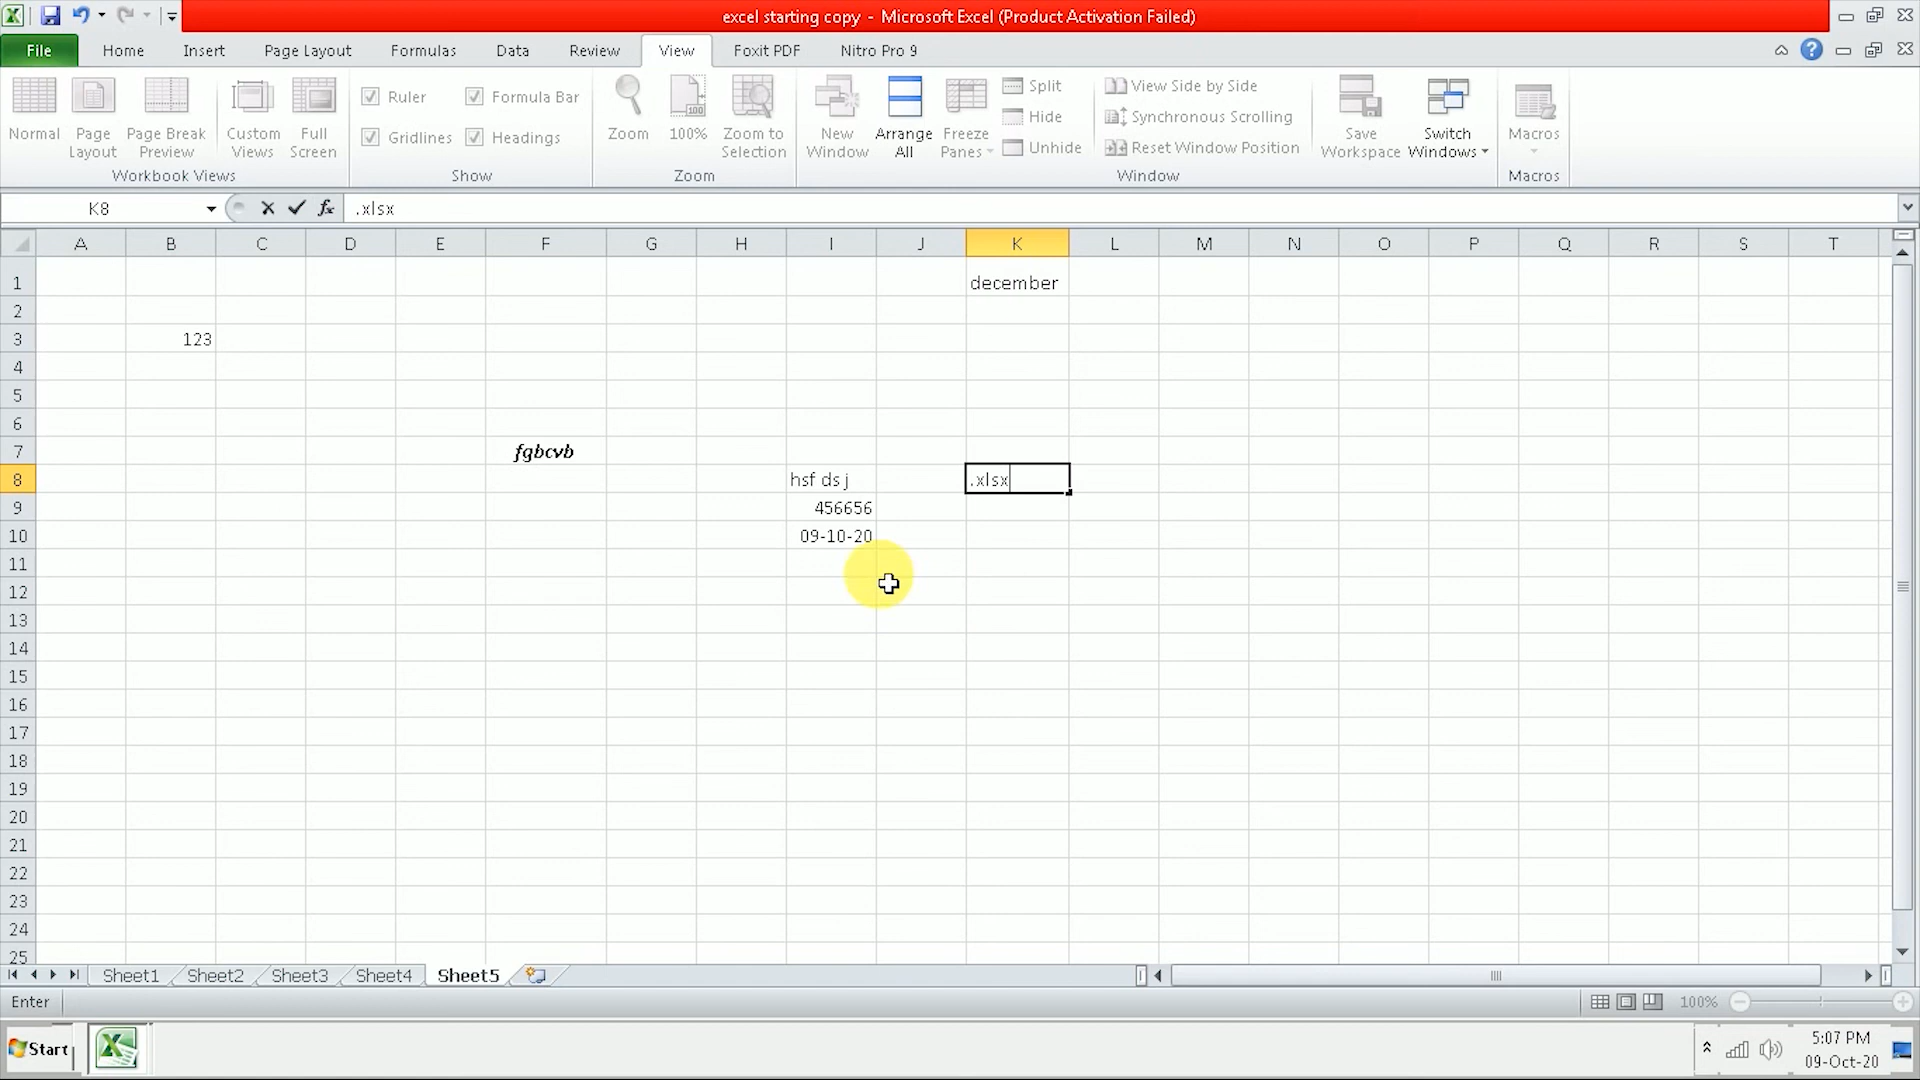 excel starting copy - Microsoft Excel (Product Activation Failed)
File Home Insert Page Layout Formulas Data Review View Foxit PDF Nitro Pro 9
Normal Page Layout Page Break Preview Custom Views Full Screen
Workbook Views
Ruler Formula Bar
Gridlines Headings
Show
Zoom 100% Zoom to Selection
Zoom
New Window Arrange All Freeze Panes
Split
Hide
Unhide
View Side by Side
Synchronous Scrolling
Reset Window Position
Save Workspace Switch Windows
Window
Macros
Macros
K8 fx .xlsx
A B C D E F G H I J K L M N O P Q R S T
1 december
2
3 123
4
5
6
7 fgbcvb
8 hsf ds j .xlsx
9 456656
10 09-10-20
11
12
13
14
15
16
17
18
19
20
21
22
23
24
25
Sheet1 Sheet2 Sheet3 Sheet4 Sheet5
Enter 100%
Start 5:07 PM
09-Oct-20